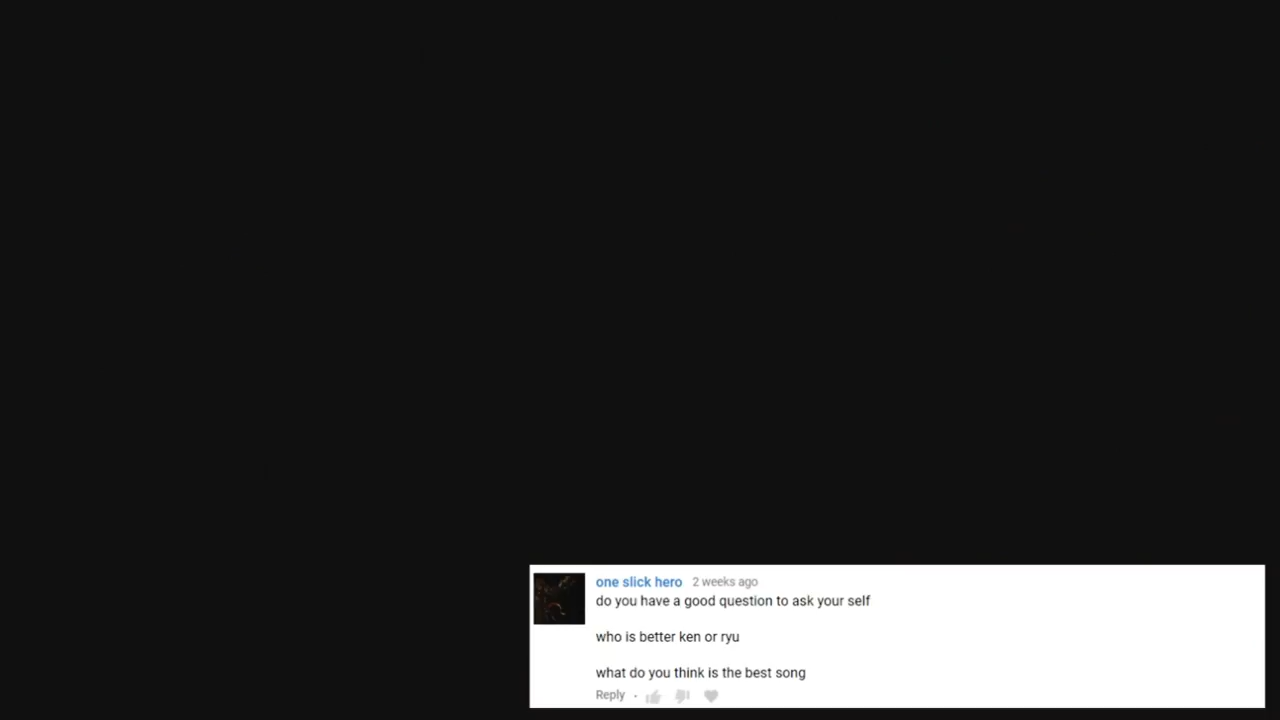 one slick hero 2 weeks ago
do you have a good question to ask your self
who is better ken or ryu
what do you think is the best song
Reply